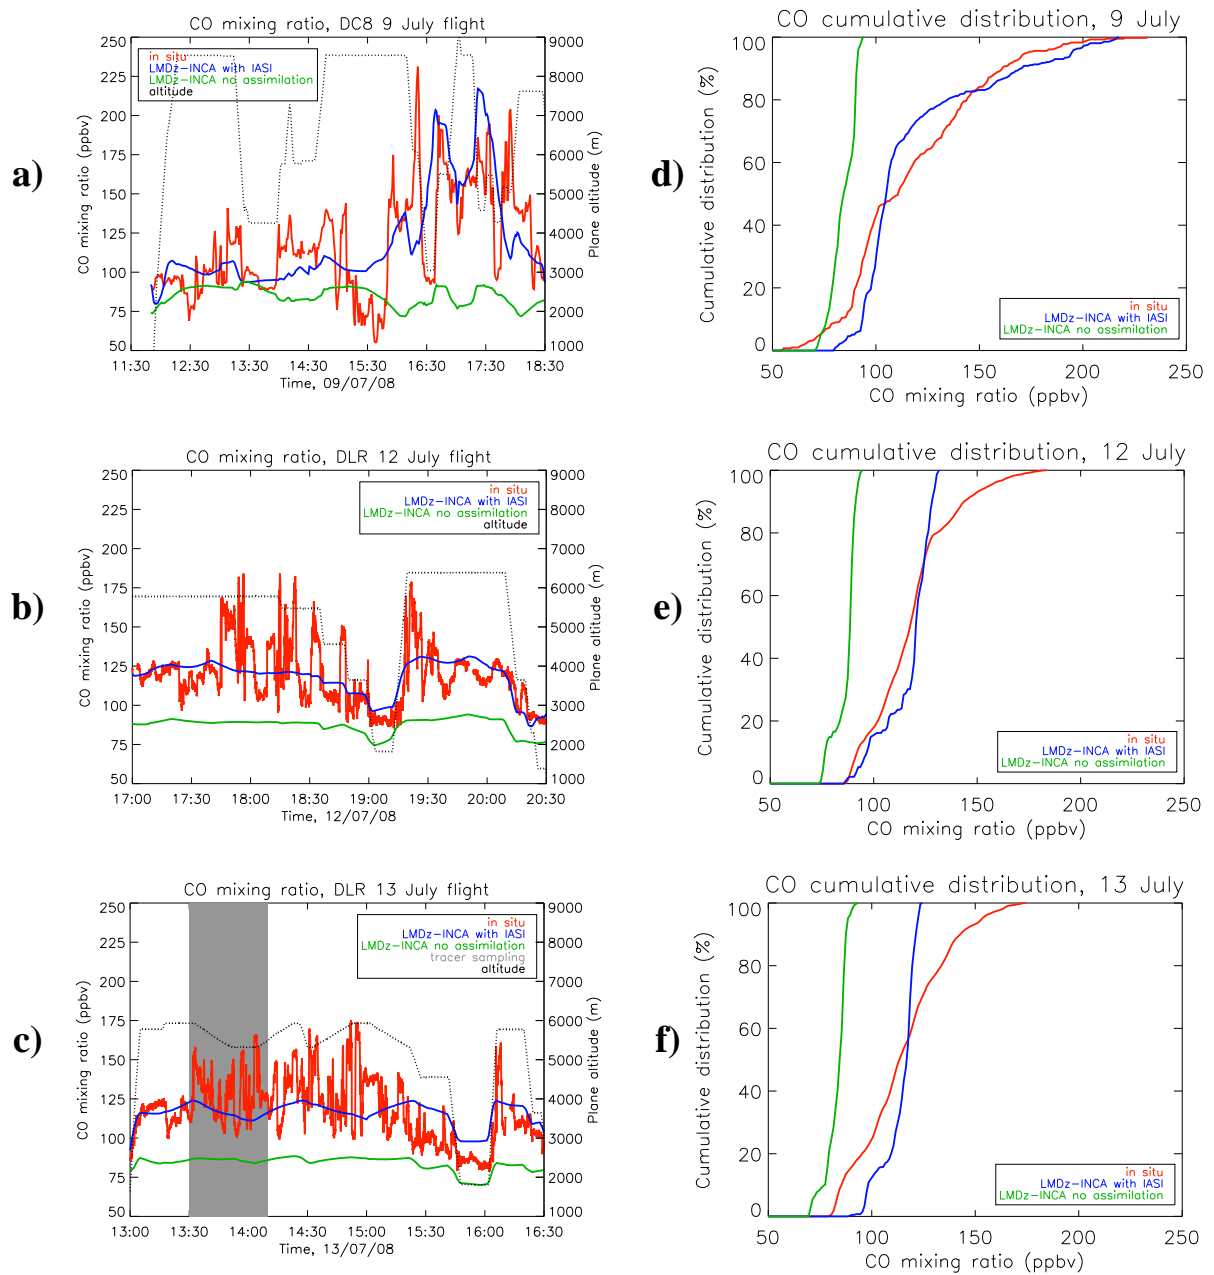 a)
CO mixing ratio, DC8 9 July flight
in situ
LMDz-INCA with IASI
LMDz-INCA no assimilation
altitude
CO mixing ratio (ppbv)
250
225
200
175
150
125
100
75
50
9000
8000
7000
6000
5000
4000
3000
2000
1000
Plane altitude (m)
11:30 12:30 13:30 14:30 15:30 16:30 17:30 18:30
Time, 09/07/08
d)
CO cumulative distribution, 9 July
Cumulative distribution (%)
100
80
60
40
20
0
in situ
LMDz-INCA with IASI
LMDz-INCA no assimilation
50 100 150 200 250
CO mixing ratio (ppbv)
b)
CO mixing ratio, DLR 12 July flight
in situ
LMDz-INCA with IASI
LMDz-INCA no assimilation
altitude
CO mixing ratio (ppbv)
250
225
200
175
150
125
100
75
50
9000
8000
7000
6000
5000
4000
3000
2000
1000
Plane altitude (m)
17:00 17:30 18:00 18:30 19:00 19:30 20:00 20:30
Time, 12/07/08
e)
CO cumulative distribution, 12 July
Cumulative distribution (%)
100
80
60
40
20
0
in situ
LMDz-INCA with IASI
LMDz-INCA no assimilation
50 100 150 200 250
CO mixing ratio (ppbv)
c)
CO mixing ratio, DLR 13 July flight
in situ
LMDz-INCA with IASI
LMDz-INCA no assimilation
tracer sampling
altitude
CO mixing ratio (ppbv)
250
225
200
175
150
125
100
75
50
9000
8000
7000
6000
5000
4000
3000
2000
1000
Plane altitude (m)
13:00 13:30 14:00 14:30 15:00 15:30 16:00 16:30
Time, 13/07/08
f)
CO cumulative distribution, 13 July
Cumulative distribution (%)
100
80
60
40
20
0
in situ
LMDz-INCA with IASI
LMDz-INCA no assimilation
50 100 150 200 250
CO mixing ratio (ppbv)